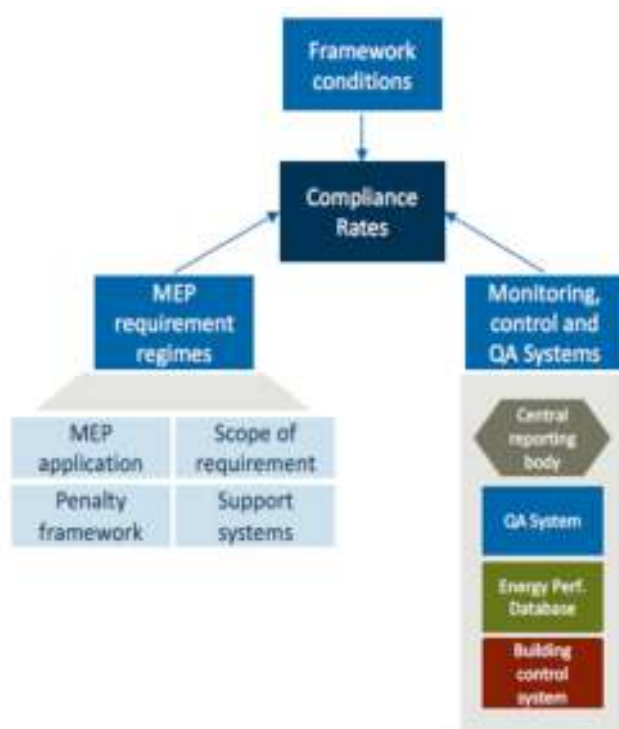 Framework
conditions
Compliance
Rates
MEP
requirement
regimes
Monitoring,
control and
QA Systems
MEP
application
Scope of
requirement
Penalty
framework
Support
systems
Central
reporting
body
QA System
Energy Perf.
Database
Building
control
system